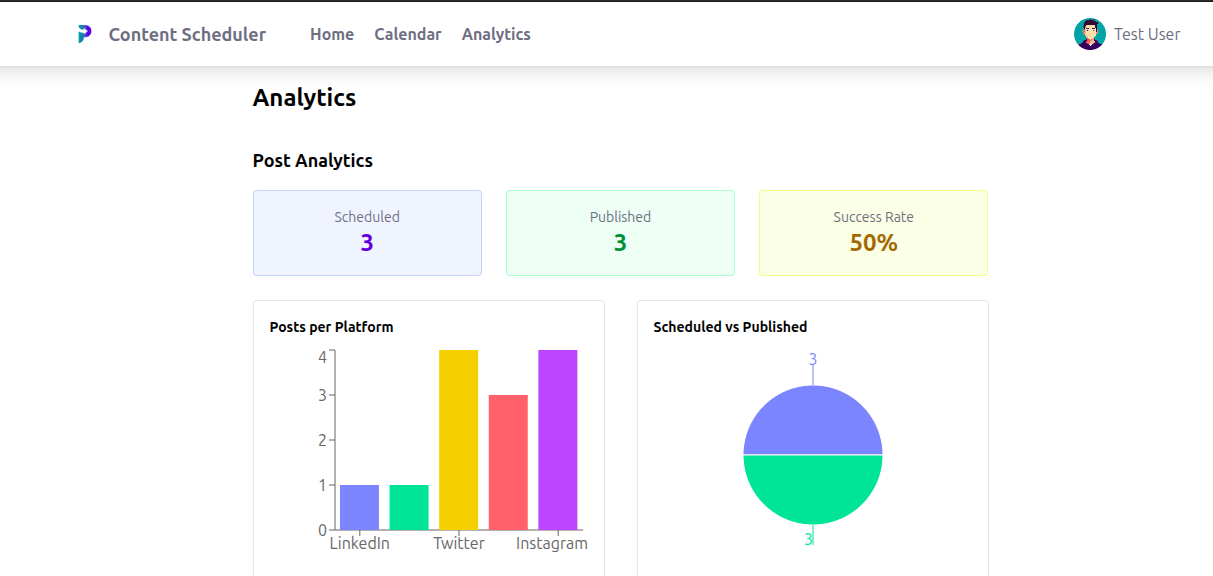 Content Scheduler
Home
Calendar
Analytics
Test User
Analytics
Post Analytics
Scheduled
3
Published
3
Success Rate
50%
Posts per Platform
4
3
2
1
0
LinkedIn
Twitter
Instagram
Scheduled vs Published
3
3